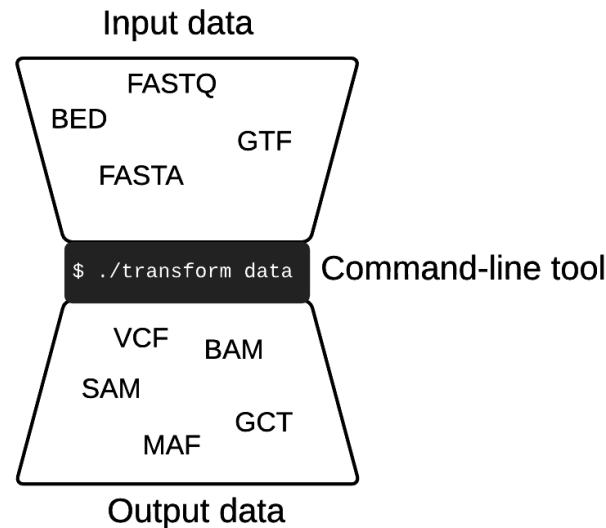 Input data
FASTQ
BED
GTF
FASTA
$ ./transform data
Command-line tool
VCF
BAM
SAM
GCT
MAF
Output data